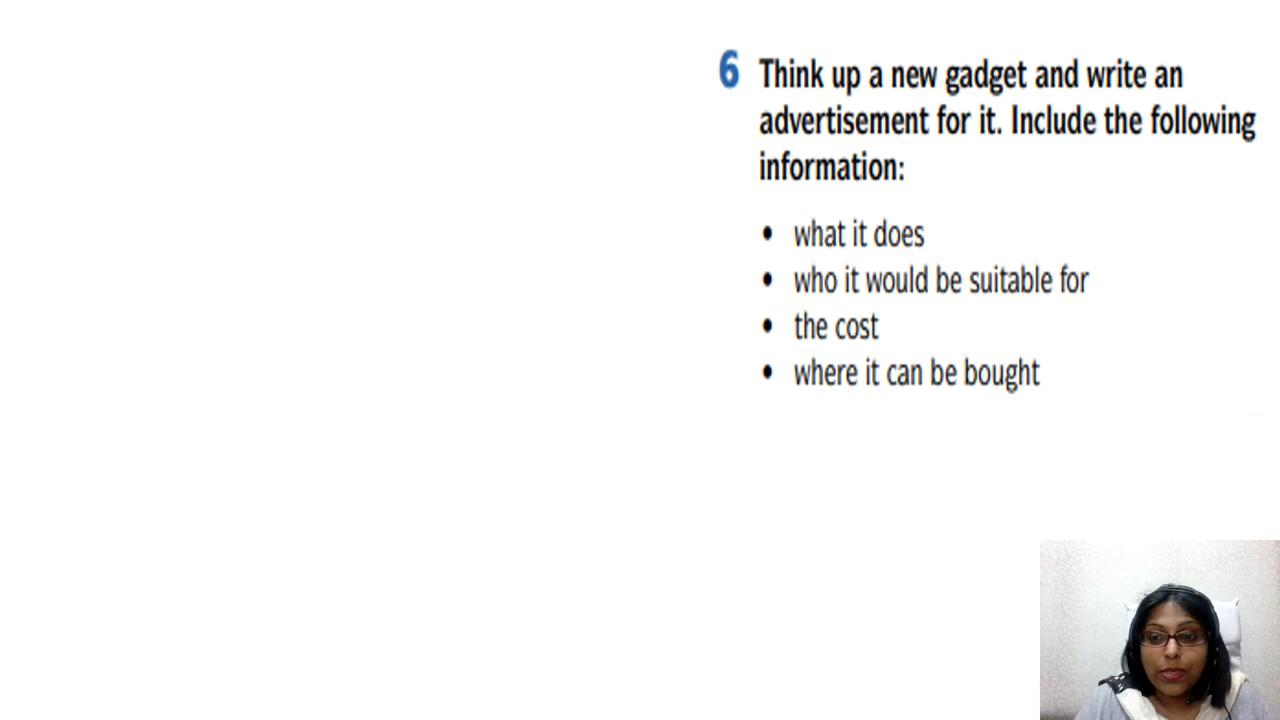 6 Think up a new gadget and write an
advertisement for it. Include the following
information:
• what it does
• who it would be suitable for
• the cost
• where it can be bought